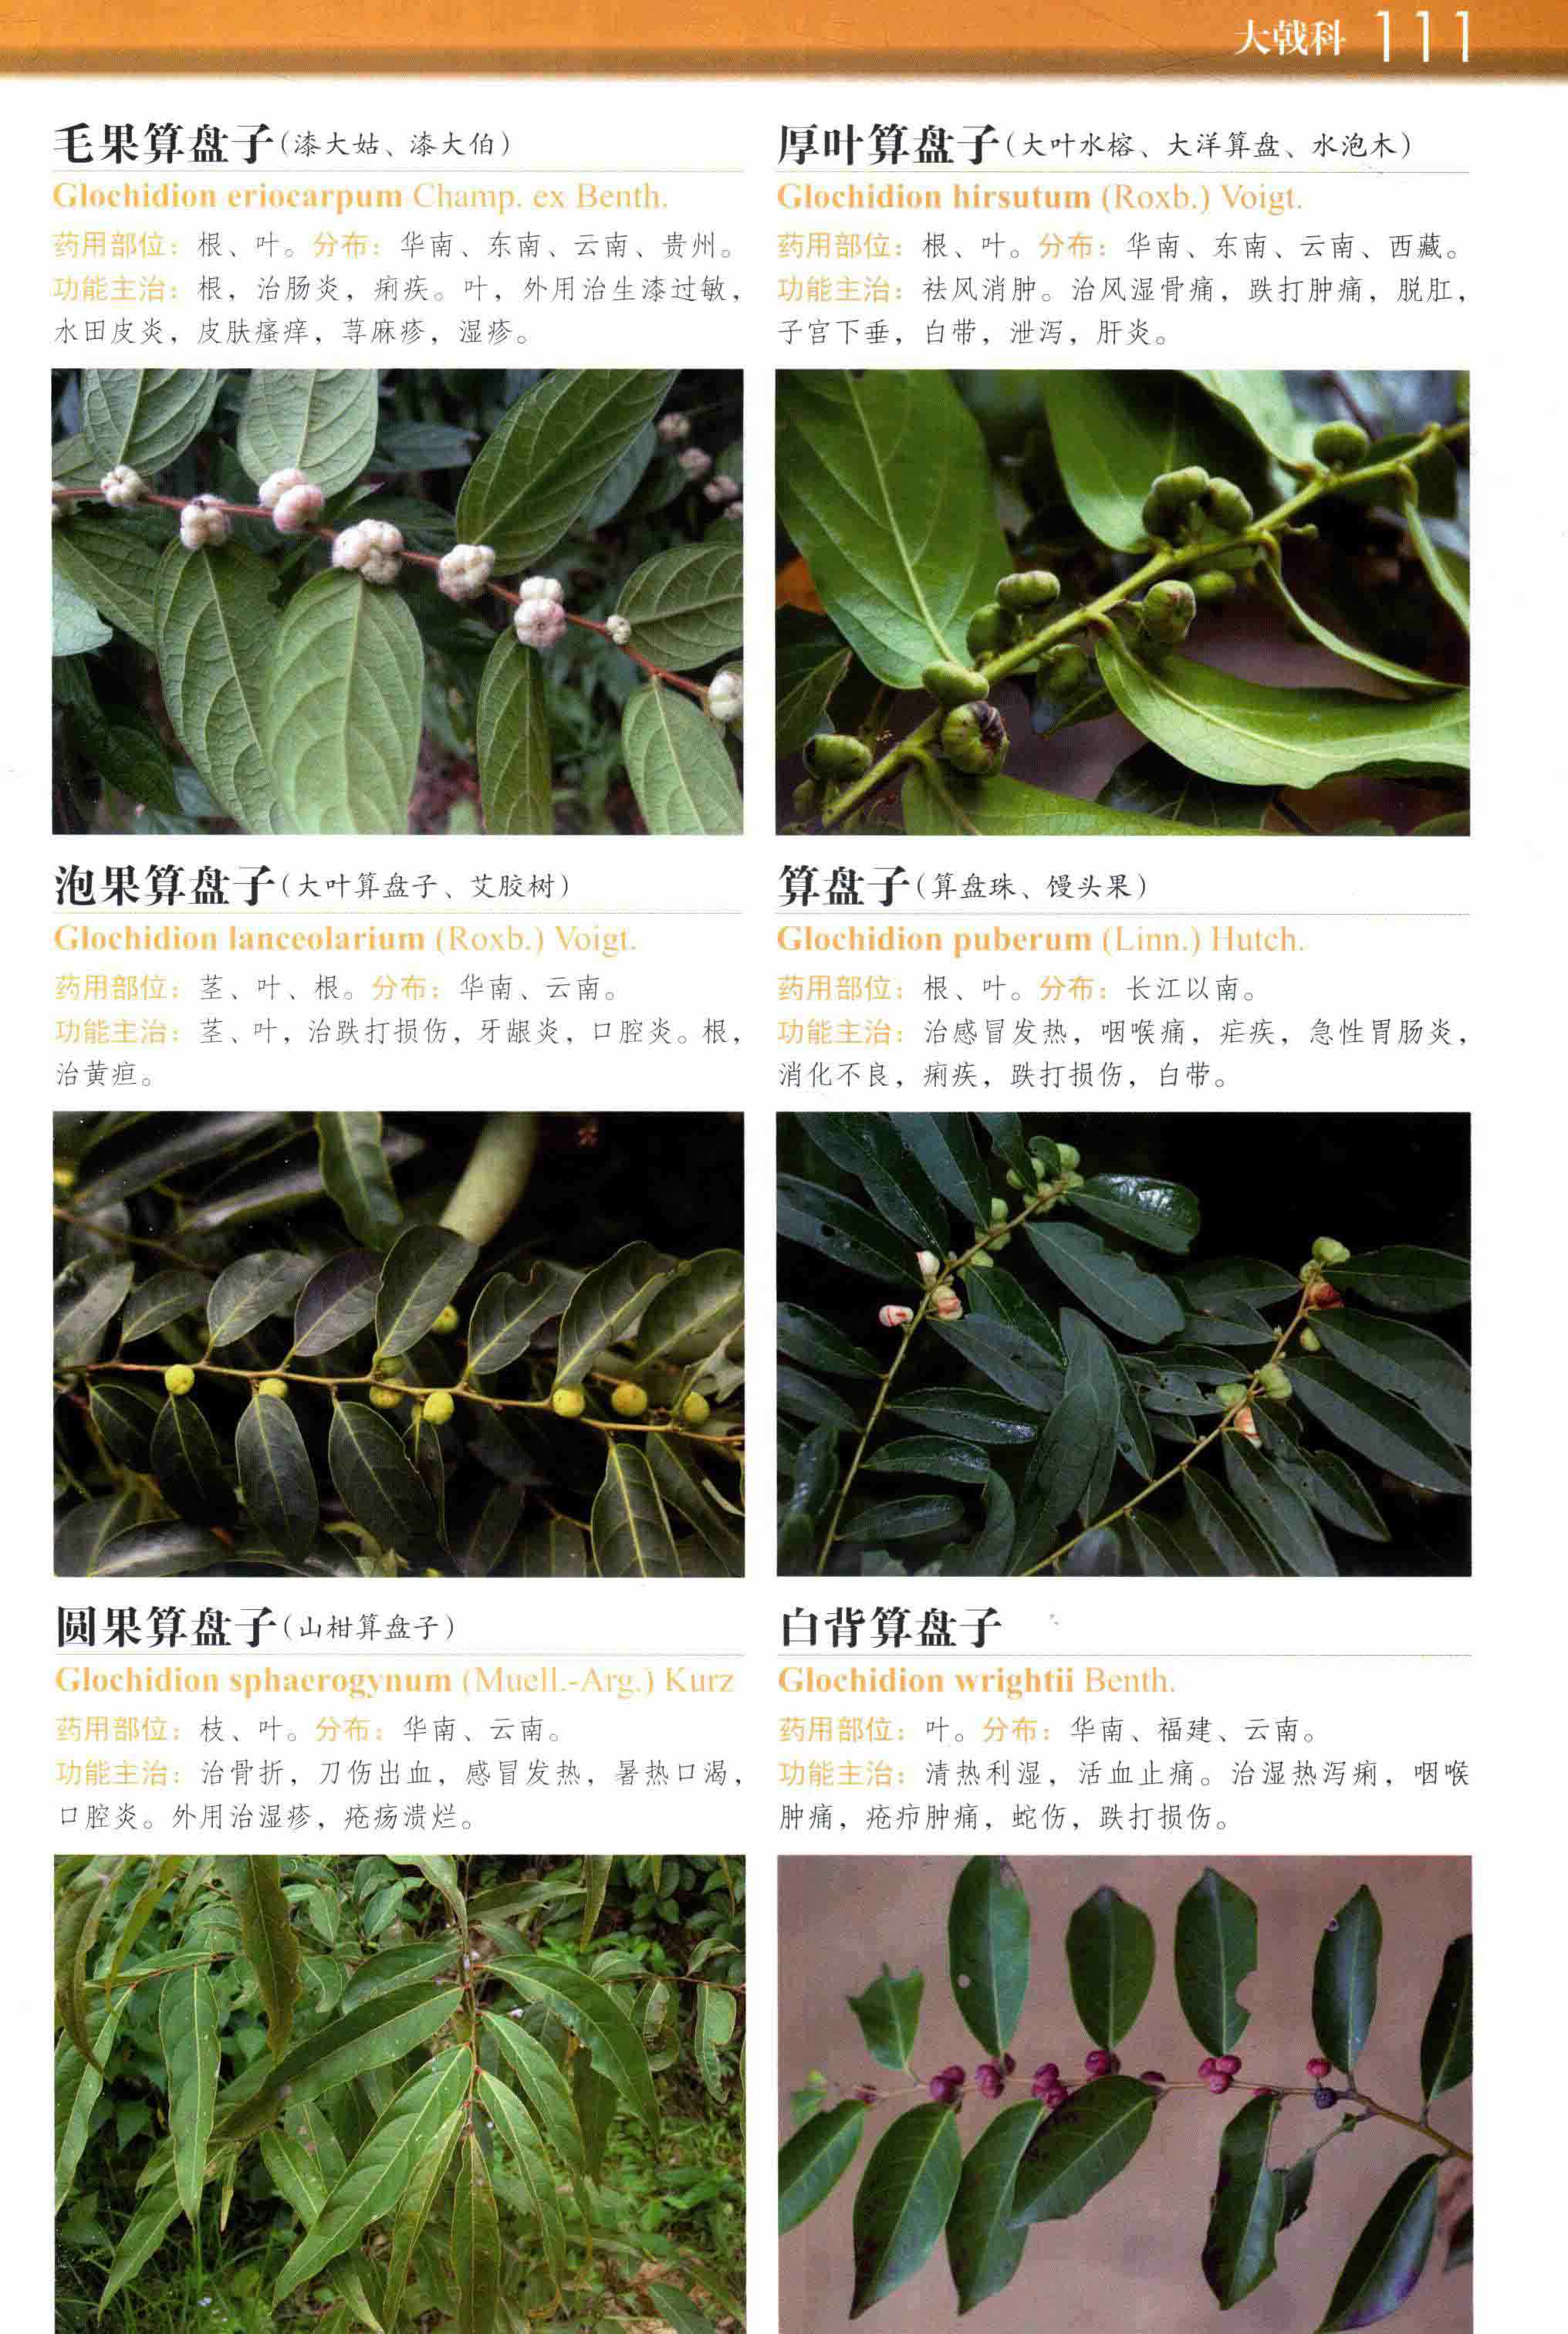 大戟科 111
毛果算盘子(漆大姑、漆大伯)
Glochidion eriocarpum Champ. ex Benth.
药用部位：根、叶。分布：华南、东南、云南、贵州。
功能主治：根，治肠炎，痢疾。叶，外用治生漆过敏，
水田皮炎，皮肤瘙痒，荨麻疹，湿疹。
厚叶算盘子(大叶水榕、大洋算盘、水泡木)
Glochidion hirsutum (Roxb.) Voigt.
药用部位：根、叶。分布：华南、东南、云南、西藏。
功能主治：祛风消肿。治风湿骨痛，跌打肿痛，脱肛，
子宫下垂，白带，泄泻，肝炎。
泡果算盘子(大叶算盘子、艾胶树)
Glochidion lanceolarium (Roxb.) Voigt.
药用部位：茎、叶、根。分布：华南、云南。
功能主治：茎、叶，治跌打损伤，牙龈炎，口腔炎。根，
治黄疸。
算盘子(算盘珠、馒头果)
Glochidion puberum (Linn.) Hutch.
药用部位：根、叶。分布：长江以南。
功能主治：治感冒发热，咽喉痛，疟疾，急性胃肠炎，
消化不良，痢疾，跌打损伤，白带。
圆果算盘子(山柑算盘子)
Glochidion sphaerogynum (Muell.-Arg.) Kurz
药用部位：枝、叶。分布：华南、云南。
功能主治：治骨折，刀伤出血，感冒发热，暑热口渴，
口腔炎。外用治湿疹，疮疡溃烂。
白背算盘子
Glochidion wrightii Benth.
药用部位：叶。分布：华南、福建、云南。
功能主治：清热利湿，活血止痛。治湿热泻痢，咽喉
肿痛，疮疖肿痛，蛇伤，跌打损伤。